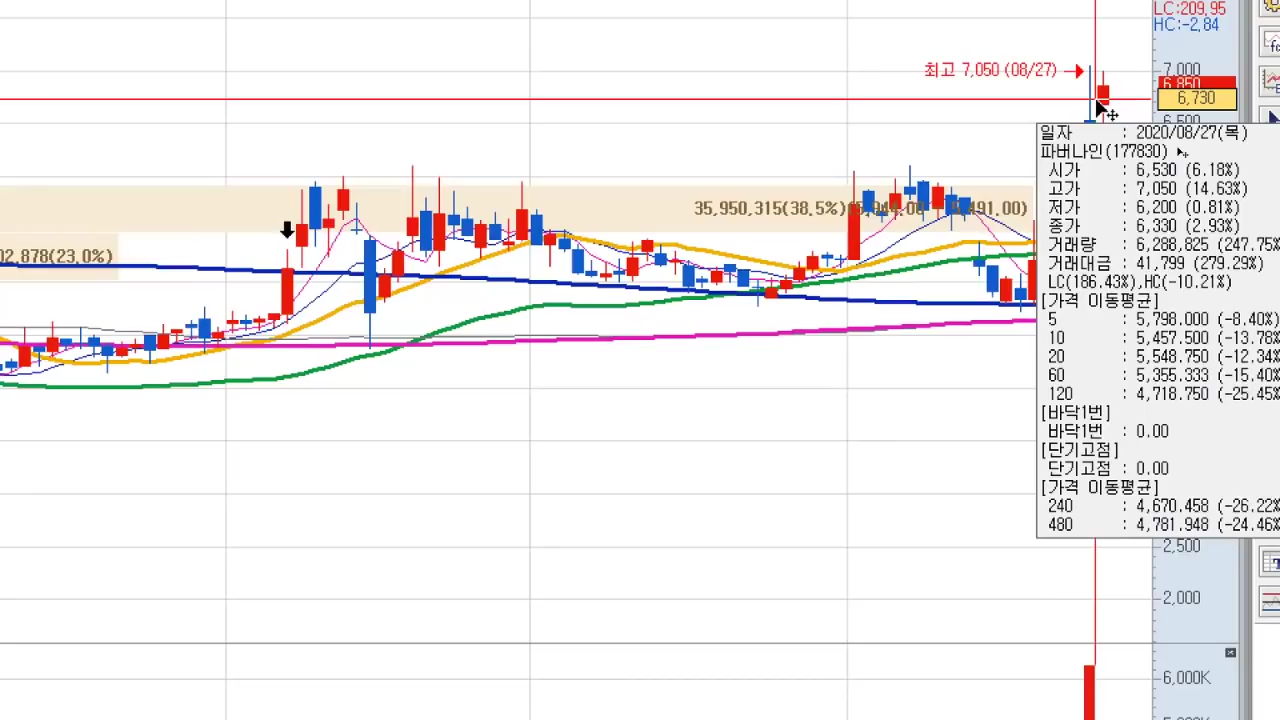 LC:209,95
HC:-2,84
최고 7,050 (08/27)
7,000
6,850
6,730
6,500
일자 : 2020/08/27(목)
파버나인(177830)
시가 : 6,530 (6.18%)
고가 : 7,050 (14.63%)
저가 : 6,200 (0.81%)
종가 : 6,330 (2.93%)
거래량 : 6,288,825 (247.75%
거래대금 : 41,799 (279.29%)
LC(186.43%),HC(-10.21%)
[가격 이동평균]
5 : 5,798.000 (-8.40%)
10 : 5,457.500 (-13.78%
20 : 5,548.750 (-12.34%
60 : 5,355.333 (-15.40%
120 : 4,718.750 (-25.45%
[바닥1번]
바닥1번 : 0.00
[단기고점]
단기고점 : 0.00
[가격 이동평균]
240 : 4,670.458 (-26.22%
480 : 4,781.948 (-24.46%
35,950,315(38.5%)
491.00)
02,878(23.0%)
2,500
2,000
6,000K